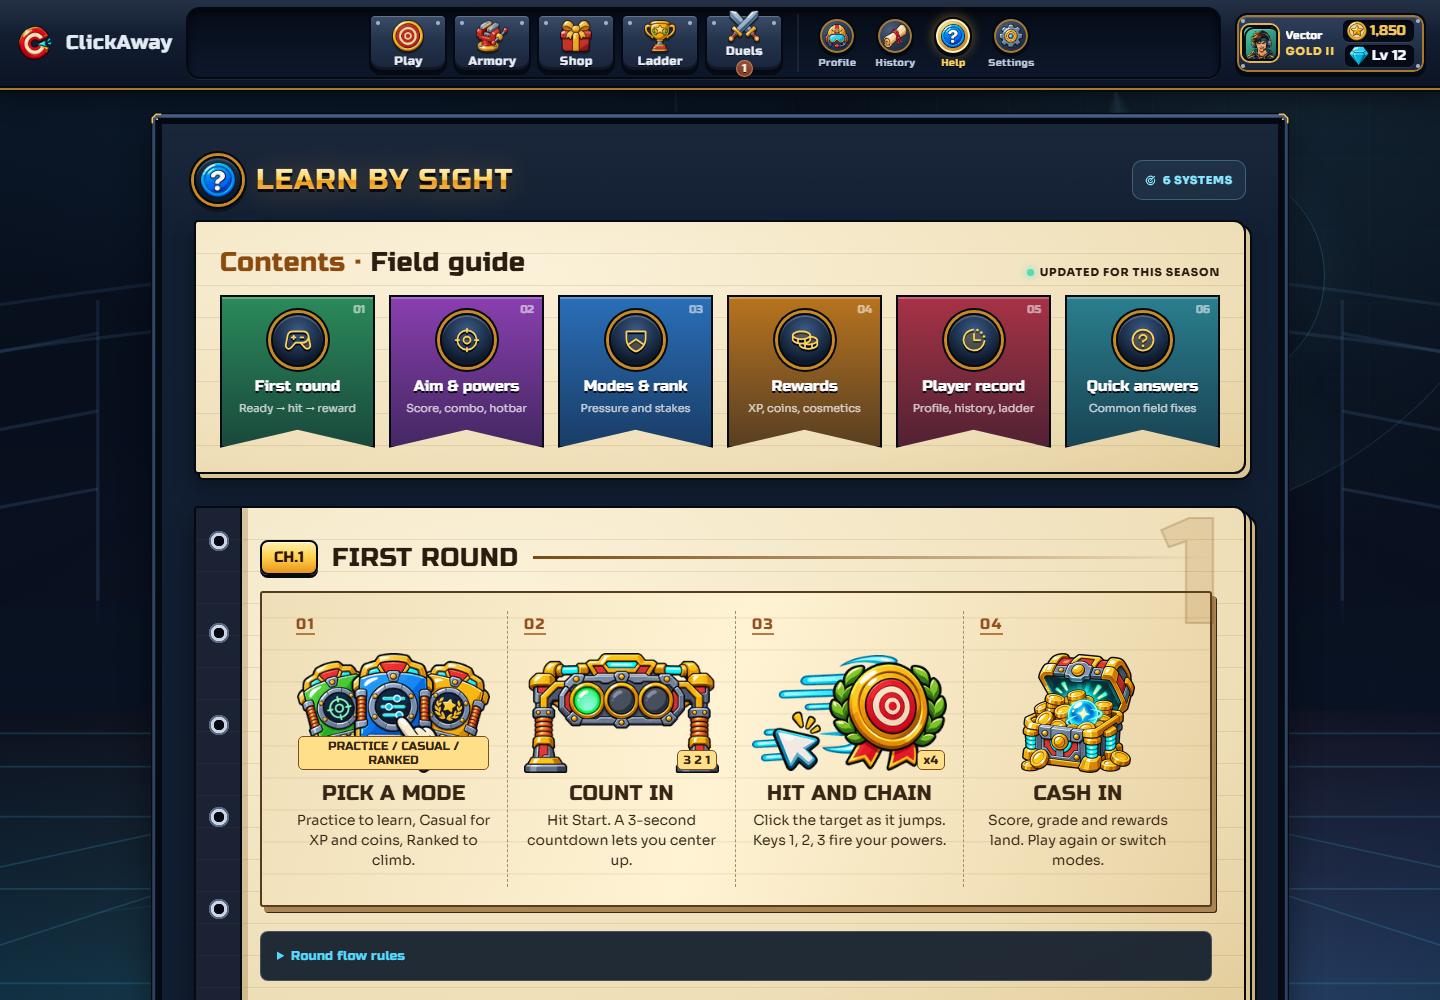 ClickAway
Play
Armory
Shop
Ladder
Duels
1
Profile
History
Help
Settings
Vector
GOLD II
1,850
Lv 12
LEARN BY SIGHT
6 SYSTEMS
Contents · Field guide
UPDATED FOR THIS SEASON
01
First round
Ready → hit → reward
02
Aim & powers
Score, combo, hotbar
03
Modes & rank
Pressure and stakes
04
Rewards
XP, coins, cosmetics
05
Player record
Profile, history, ladder
06
Quick answers
Common field fixes
CH.1
FIRST ROUND
1
01
PRACTICE / CASUAL /
RANKED
PICK A MODE
Practice to learn, Casual for
XP and coins, Ranked to
climb.
02
3 2 1
COUNT IN
Hit Start. A 3-second
countdown lets you center
up.
03
x4
HIT AND CHAIN
Click the target as it jumps.
Keys 1, 2, 3 fire your powers.
04
CASH IN
Score, grade and rewards
land. Play again or switch
modes.
Round flow rules